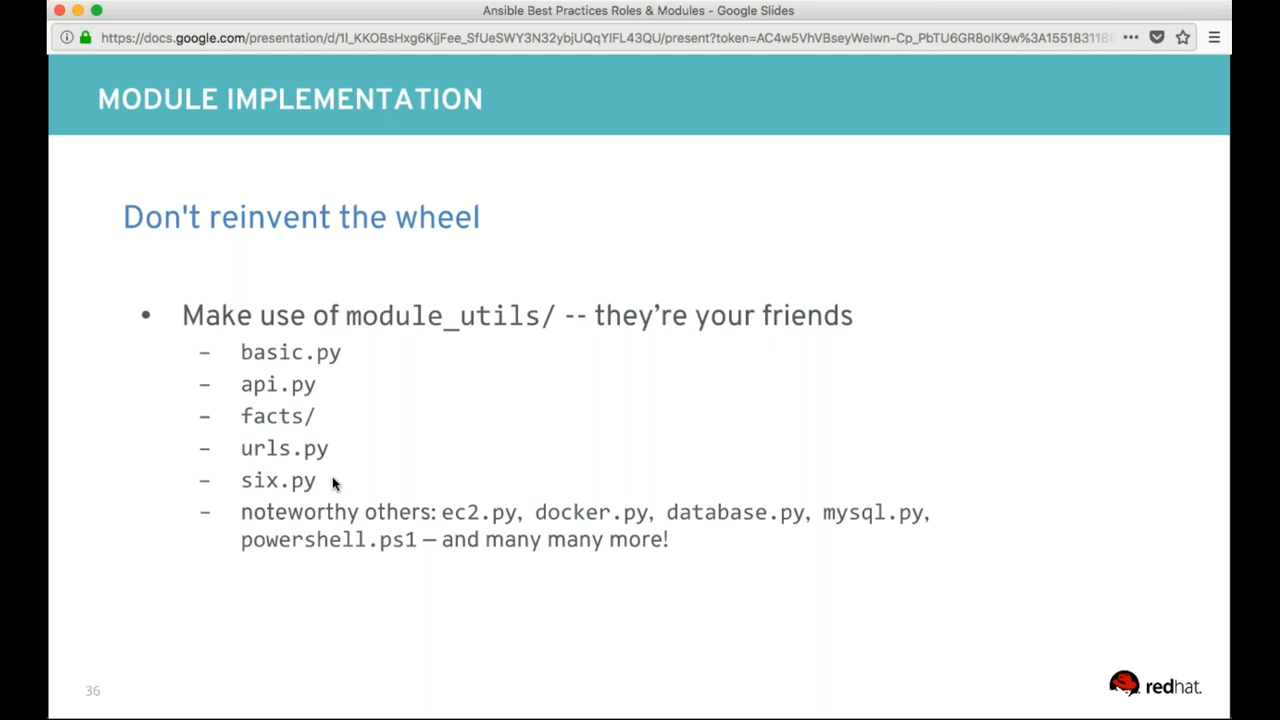 Ansible Best Practices Roles & Modules - Google Slides
MODULE IMPLEMENTATION
Don't reinvent the wheel
• Make use of module_utils/ -- they’re your friends
– basic.py
– api.py
– facts/
– urls.py
– six.py
– noteworthy others: ec2.py, docker.py, database.py, mysql.py,
powershell.ps1 – and many many more!
36
redhat.